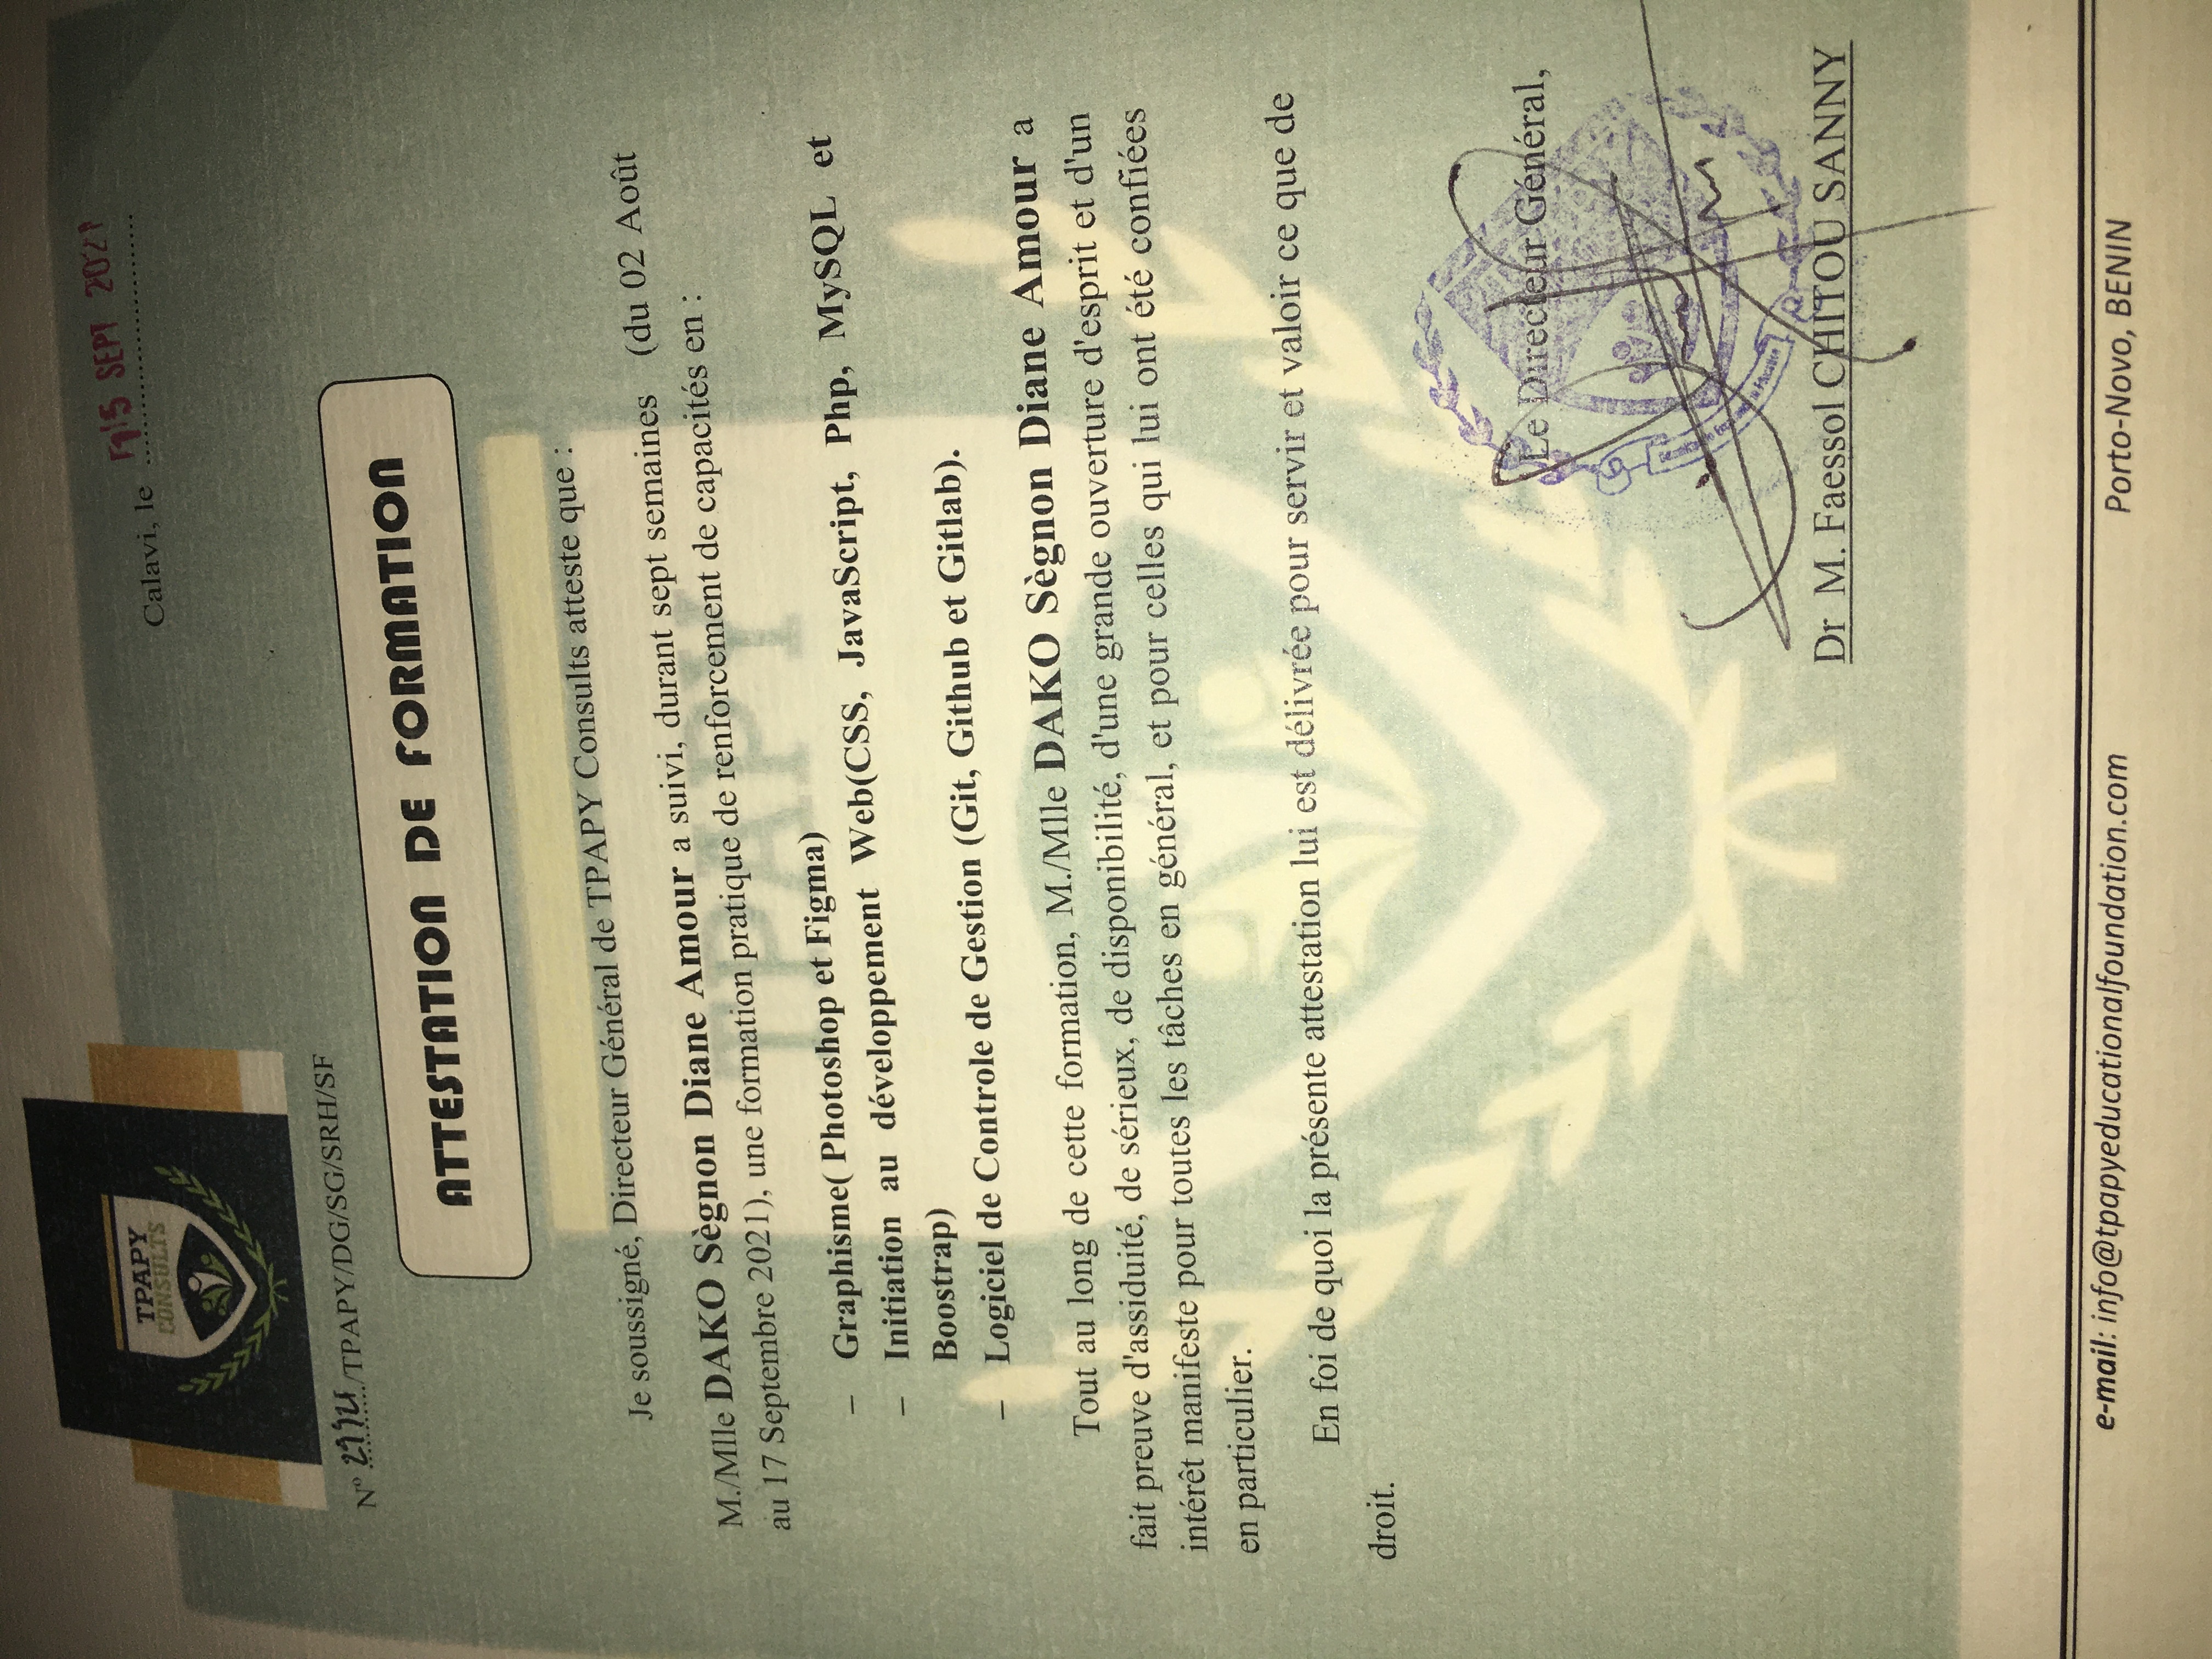 TPAPY
CONSULTS
Calavi, le 15 SEPT 2021
N° /TPAPY/DG/SG/SRH/SF
ATTESTATION DE FORMATION
Je soussigné, Directeur Général de TPAPY Consults atteste que :
M./Mlle DAKO Sègnon Diane Amour a suivi, durant sept semaines (du 02 Août
au 17 Septembre 2021), une formation pratique de renforcement de capacités en :
– Graphisme( Photoshop et Figma)
– Initiation au développement Web(CSS, JavaScript, Php, MySQL et
Boostrap)
– Logiciel de Controle de Gestion (Git, Github et Gitlab).
Tout au long de cette formation, M./Mlle DAKO Sègnon Diane Amour a
fait preuve d'assiduité, de sérieux, de disponibilité, d'une grande ouverture d'esprit et d'un
intérêt manifeste pour toutes les tâches en général, et pour celles qui lui ont été confiées
en particulier.
En foi de quoi la présente attestation lui est délivrée pour servir et valoir ce que de
droit.
TPAPY
Le Directeur Général,
Dr M. Faessol CHITOU SANNY
e-mail: info@tpapyeducationalfoundation.com
Porto-Novo, BENIN